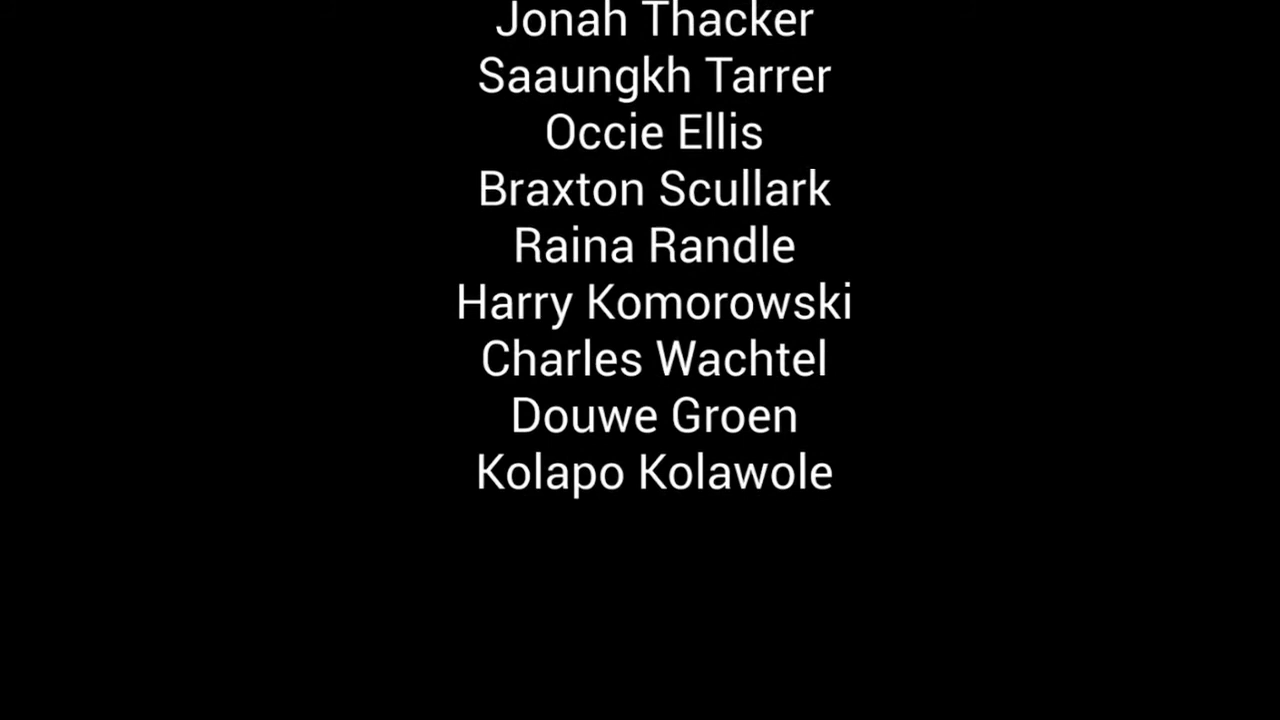 Jonah Thacker
Saaungkh Tarrer
Occie Ellis
Braxton Scullark
Raina Randle
Harry Komorowski
Charles Wachtel
Douwe Groen
Kolapo Kolawole